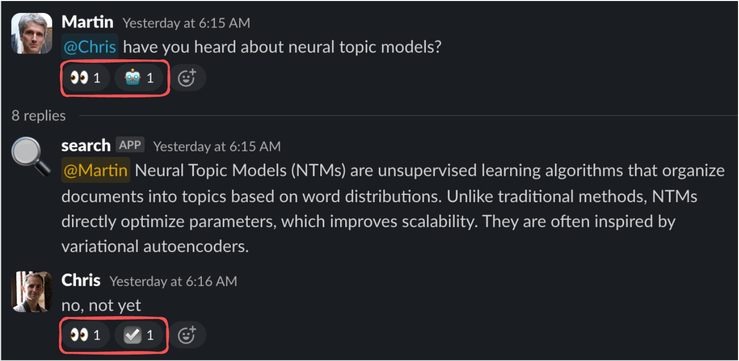 Martin Yesterday at 6:15 AM
@Chris have you heard about neural topic models?
1 1
8 replies
search APP Yesterday at 6:15 AM
@Martin Neural Topic Models (NTMs) are unsupervised learning algorithms that organize
documents into topics based on word distributions. Unlike traditional methods, NTMs
directly optimize parameters, which improves scalability. They are often inspired by
variational autoencoders.
Chris Yesterday at 6:16 AM
no, not yet
1 1